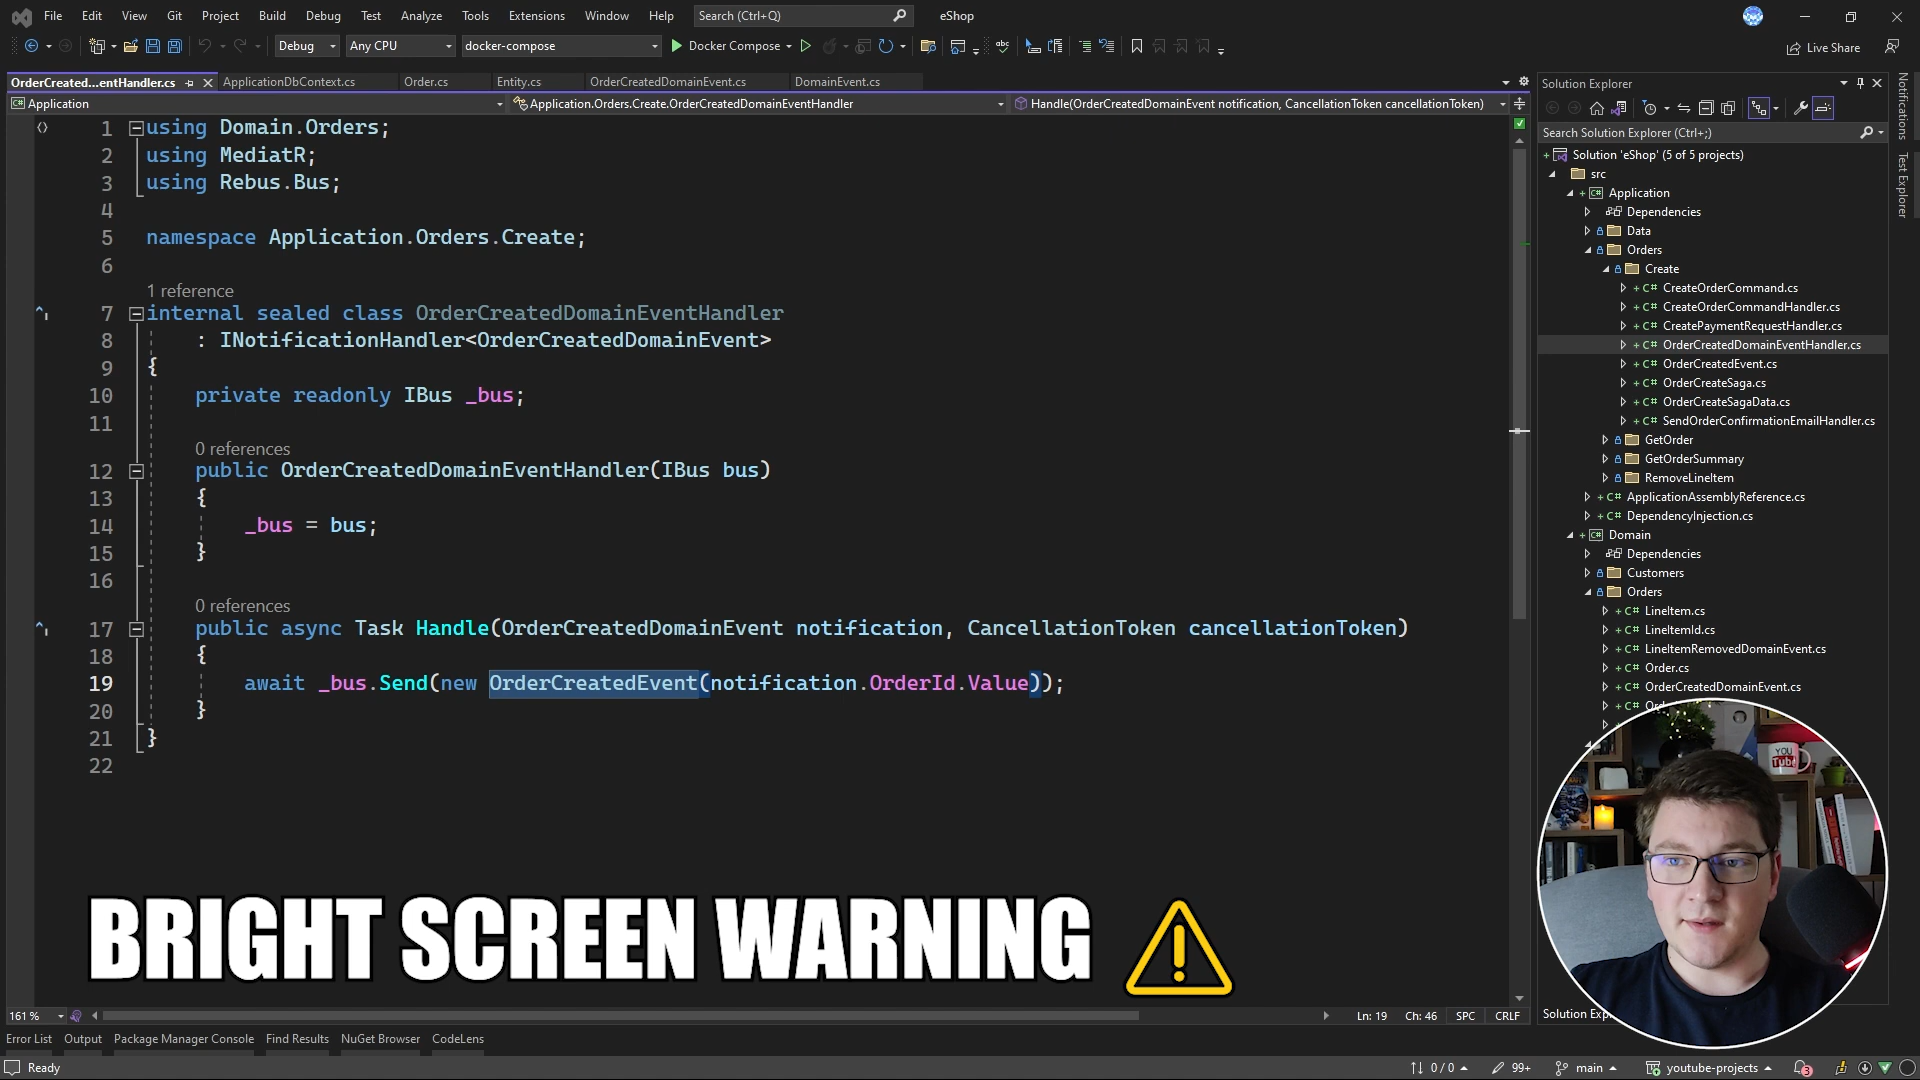 File Edit View Git Project Build Debug Test Analyze Tools Extensions Window Help Search (Ctrl+Q) eShop
Debug Any CPU docker-compose Docker Compose Live Share
OrderCreated...entHandler.cs ApplicationDbContext.cs Order.cs Entity.cs OrderCreatedDomainEvent.cs DomainEvent.cs
Application Application.Orders.Create.OrderCreatedDomainEventHandler Handle(OrderCreatedDomainEvent notification, CancellationToken cancellationToken)
1 using Domain.Orders;
2 using MediatR;
3 using Rebus.Bus;
4
5 namespace Application.Orders.Create;
6
1 reference
7 internal sealed class OrderCreatedDomainEventHandler
8 : INotificationHandler<OrderCreatedDomainEvent>
9 {
10 private readonly IBus _bus;
11
0 references
12 public OrderCreatedDomainEventHandler(IBus bus)
13 {
14 _bus = bus;
15 }
16
0 references
17 public async Task Handle(OrderCreatedDomainEvent notification, CancellationToken cancellationToken)
18 {
19 await _bus.Send(new OrderCreatedEvent(notification.OrderId.Value));
20 }
21 }
22
BRIGHT SCREEN WARNING
161 % Ln: 19 Ch: 46 SPC CRLF
Error List Output Package Manager Console Find Results NuGet Browser CodeLens
Ready 0 / 0 99+ main youtube-projects 3
Solution Explorer
Search Solution Explorer (Ctrl+;)
Solution 'eShop' (5 of 5 projects)
src
Application
Dependencies
Data
Orders
Create
C# CreateOrderCommand.cs
C# CreateOrderCommandHandler.cs
C# CreatePaymentRequestHandler.cs
C# OrderCreatedDomainEventHandler.cs
C# OrderCreatedEvent.cs
C# OrderCreateSaga.cs
C# OrderCreateSagaData.cs
C# SendOrderConfirmationEmailHandler.cs
GetOrder
GetOrderSummary
RemoveLineItem
C# ApplicationAssemblyReference.cs
C# DependencyInjection.cs
Domain
Dependencies
Customers
Orders
C# LineItem.cs
C# LineItemId.cs
C# LineItemRemovedDomainEvent.cs
C# Order.cs
C# OrderCreatedDomainEvent.cs
YOU
Tube
Solution Exp
Notifications
Test Explorer